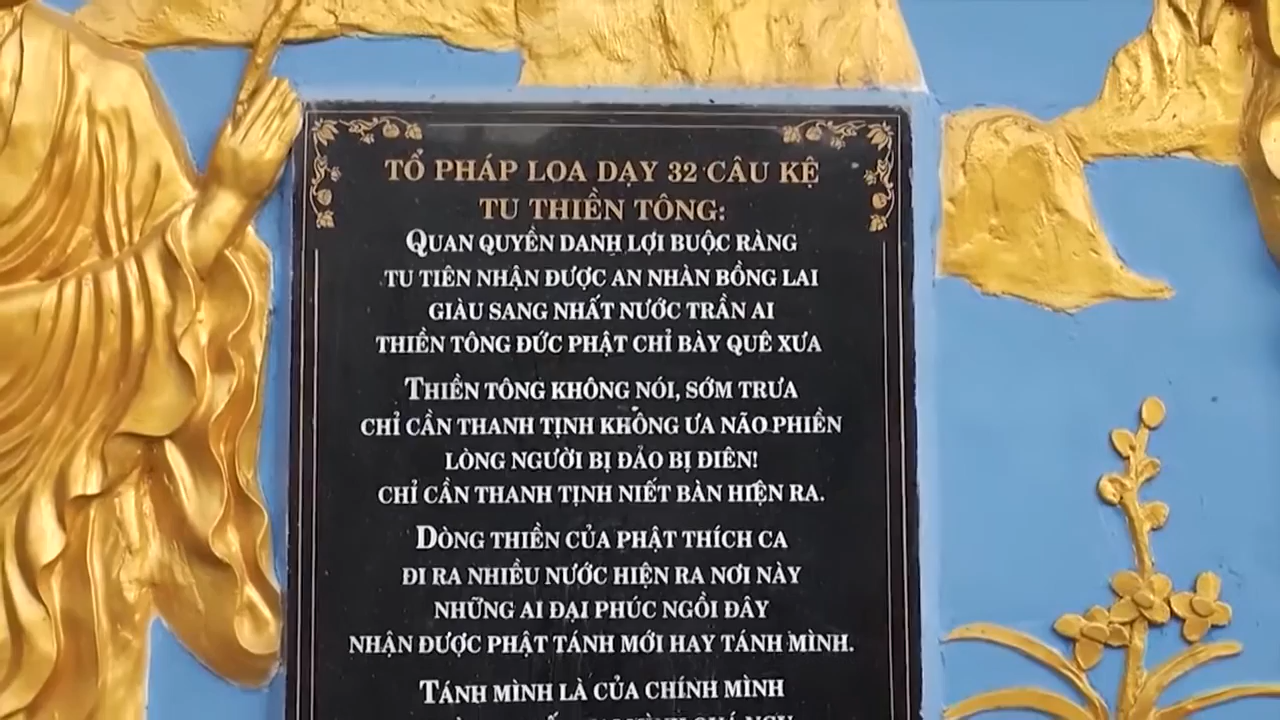 TỔ PHÁP LOA DẠY 32 CÂU KỆ
TU THIỀN TÔNG:
QUAN QUYỀN DANH LỢI BUỘC RÀNG
TU TIÊN NHẬN ĐƯỢC AN NHÀN BỒNG LAI
GIÀU SANG NHẤT NƯỚC TRẦN AI
THIỀN TÔNG ĐỨC PHẬT CHỈ BÀY QUÊ XƯA
THIỀN TÔNG KHÔNG NÓI, SỚM TRƯA
CHỈ CẦN THANH TỊNH KHÔNG ƯA NÃO PHIỀN
LÒNG NGƯỜI BỊ ĐẢO BỊ ĐIÊN!
CHỈ CẦN THANH TỊNH NIẾT BÀN HIỆN RA.
DÒNG THIỀN CỦA PHẬT THÍCH CA
ĐI RA NHIỀU NƯỚC HIỆN RA NƠI NÀY
NHỮNG AI ĐẠI PHÚC NGỒI ĐÂY
NHẬN ĐƯỢC PHẬT TÁNH MỚI HAY TÁNH MÌNH.
TÁNH MÌNH LÀ CỦA CHÍNH MÌNH